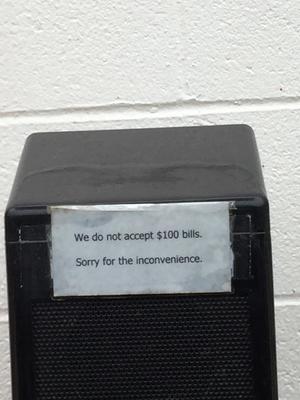 We do not accept $100 bills.
Sorry for the inconvenience.